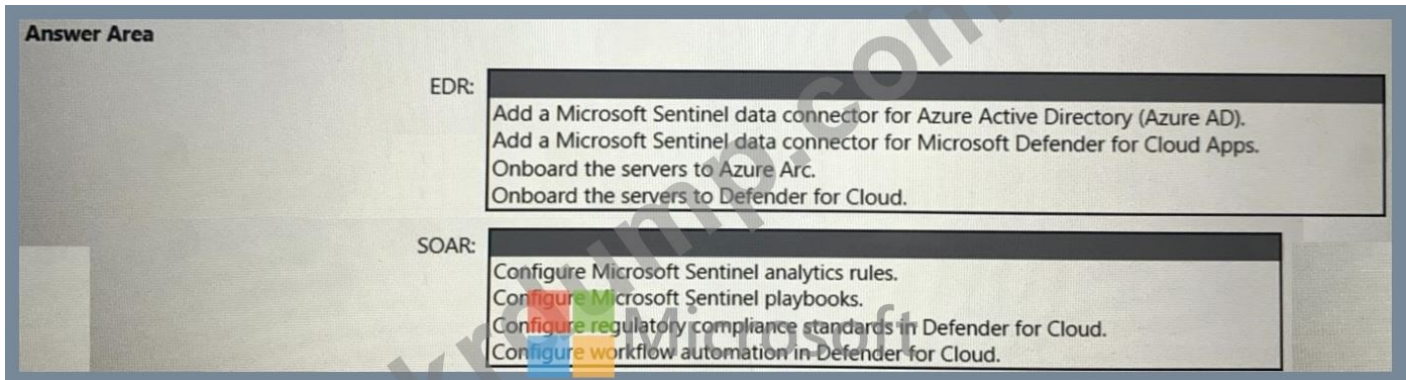 Answer Area
EDR:
Add a Microsoft Sentinel data connector for Azure Active Directory (Azure AD).
Add a Microsoft Sentinel data connector for Microsoft Defender for Cloud Apps.
Onboard the servers to Azure Arc.
Onboard the servers to Defender for Cloud.
SOAR:
Configure Microsoft Sentinel analytics rules.
Configure Microsoft Sentinel playbooks.
Configure regulatory compliance standards in Defender for Cloud.
Configure workflow automation in Defender for Cloud.
Microsoft
krdump.com